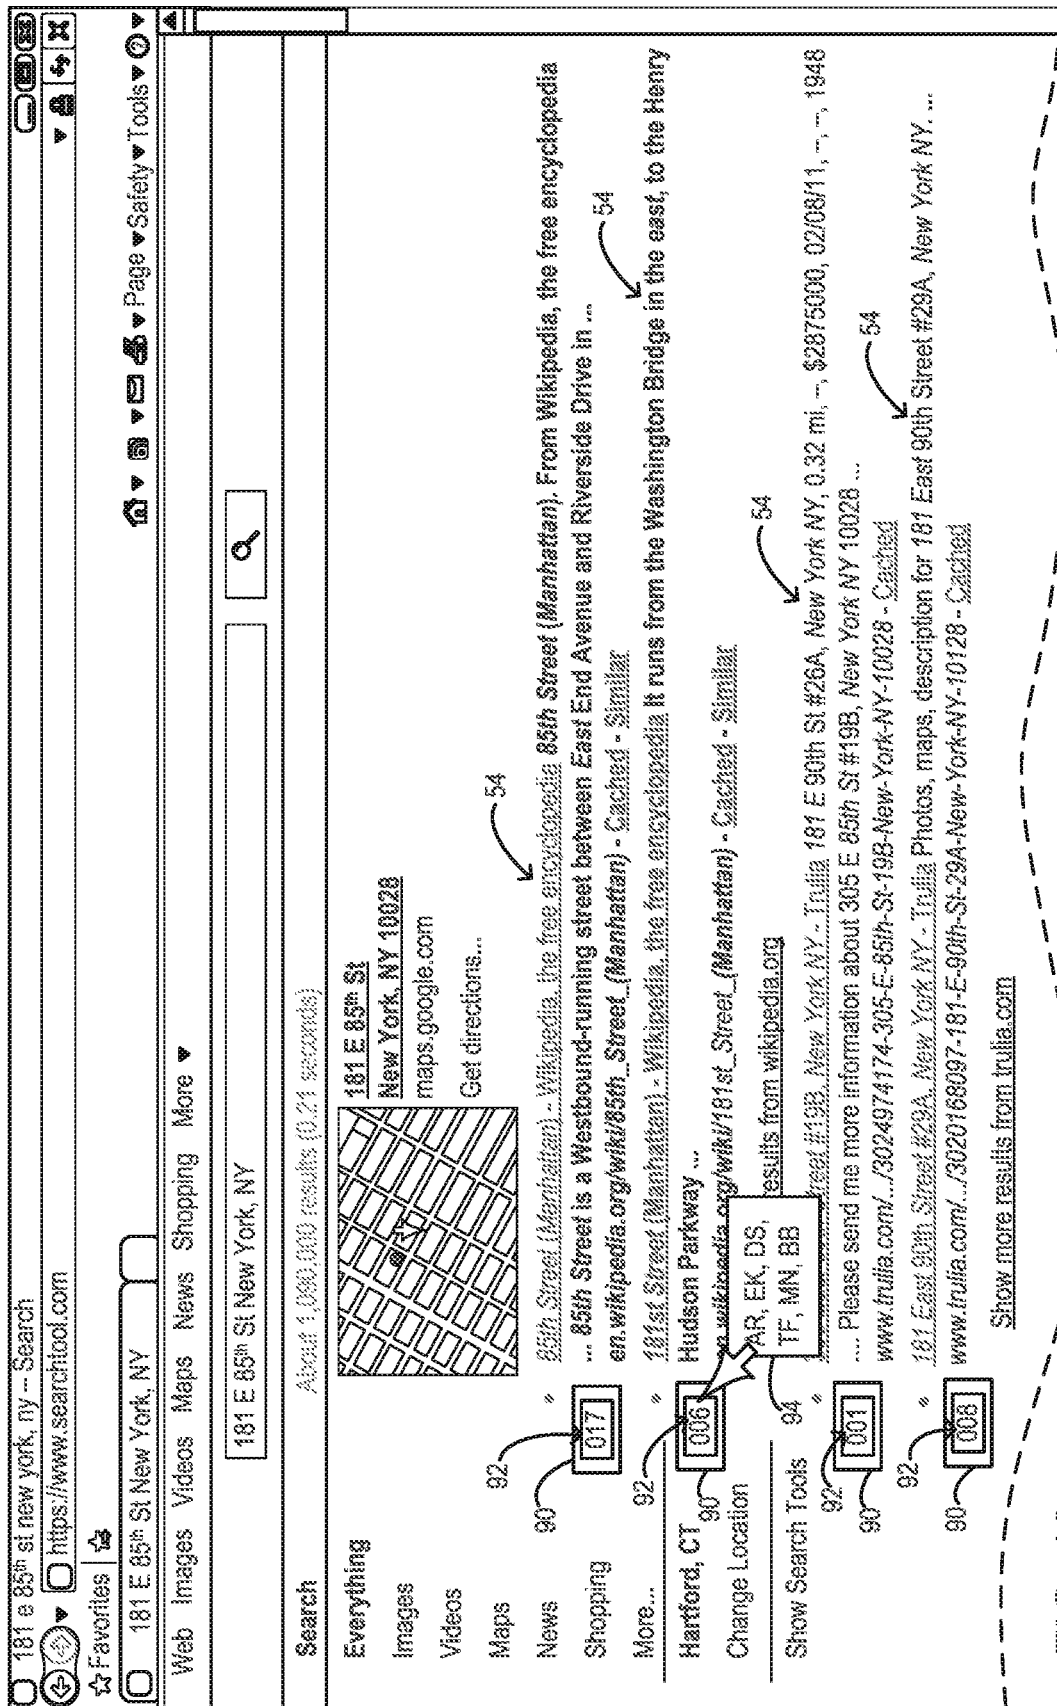 181 e 85th st new york, ny -- Search
https://www.searchtool.com
Favorites
181 E 85th St New York, NY
Page Safety Tools
Web Images Videos Maps News Shopping More
181 E 85th St New York, NY
Search
About 1,090,000 results (0.21 seconds)
Everything
Images
Videos
Maps
News
Shopping
More...
Hartford, CT
Change Location
Show Search Tools
181 E 85th St
New York, NY 10028
maps.google.com
Get directions...
54
85th Street (Manhattan) - Wikipedia, the free encyclopedia 85th Street (Manhattan). From Wikipedia, the free encyclopedia
... 85th Street is a Westbound-running street between East End Avenue and Riverside Drive in ...
en.wikipedia.org/wiki/85th_Street_(Manhattan) - Cached - Similar
92
90
017
54
181st Street (Manhattan) - Wikipedia, the free encyclopedia It runs from the Washington Bridge in the east, to the Henry
Hudson Parkway ...
n.wikipedia.org/wiki/181st_Street_(Manhattan) - Cached - Similar
esults from wikipedia.org
92
90
006
AR, EK, DS,
TF, MN, BB
94
54
Street #19B, New York NY - Trulia 181 E 90th St #26A, New York NY, 0.32 mi, --, $2875000, 02/08/11, --, --, 1948
.... Please send me more information about 305 E 85th St #19B, New York NY 10028 ...
www.trulia.com/.../3024974174-305-E-85th-St-19B-New-York-NY-10028 - Cached
92
90
001
54
181 East 90th Street #29A, New York NY - Trulia Photos, maps, description for 181 East 90th Street #29A, New York NY. ...
www.trulia.com/.../3020168097-181-E-90th-St-29A-New-York-NY-10128 - Cached
92
90
008
Show more results from trulia.com